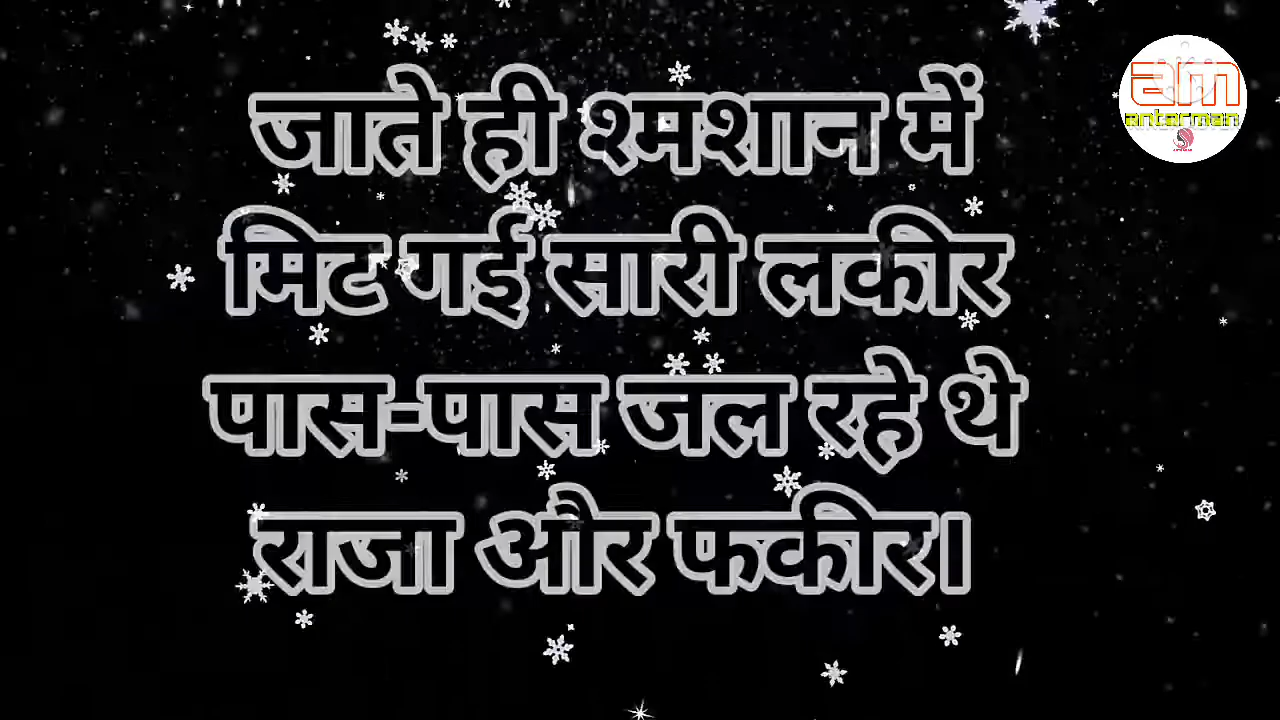 जाते ही श्मशान में
मिट गई सारी लकीर
पास-पास जल रहे थे
राजा और फकीर।
am
antarman